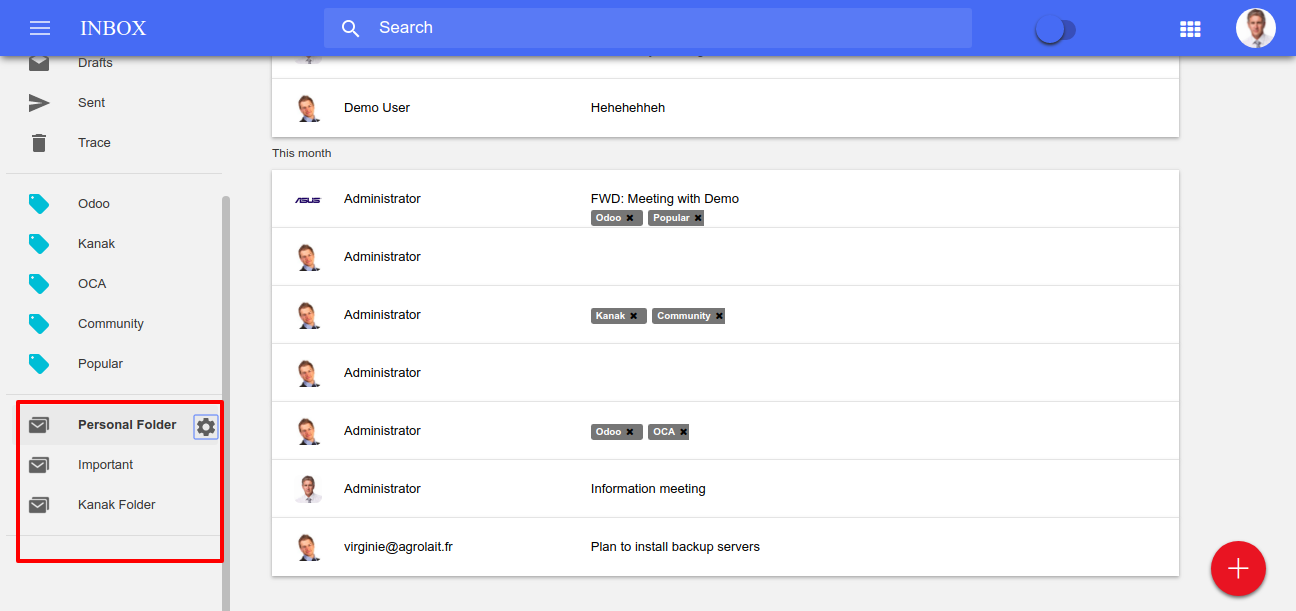 INBOX
Search
Drafts
Sent
Trace
Odoo
Kanak
OCA
Community
Popular
Personal Folder
Important
Kanak Folder
Demo User Hehehehheh
This month
ASUS Administrator FWD: Meeting with Demo
Odoo ✖ Popular ✖
Administrator
Administrator Kanak ✖ Community ✖
Administrator
Administrator Odoo ✖ OCA ✖
Administrator Information meeting
virginie@agrolait.fr Plan to install backup servers